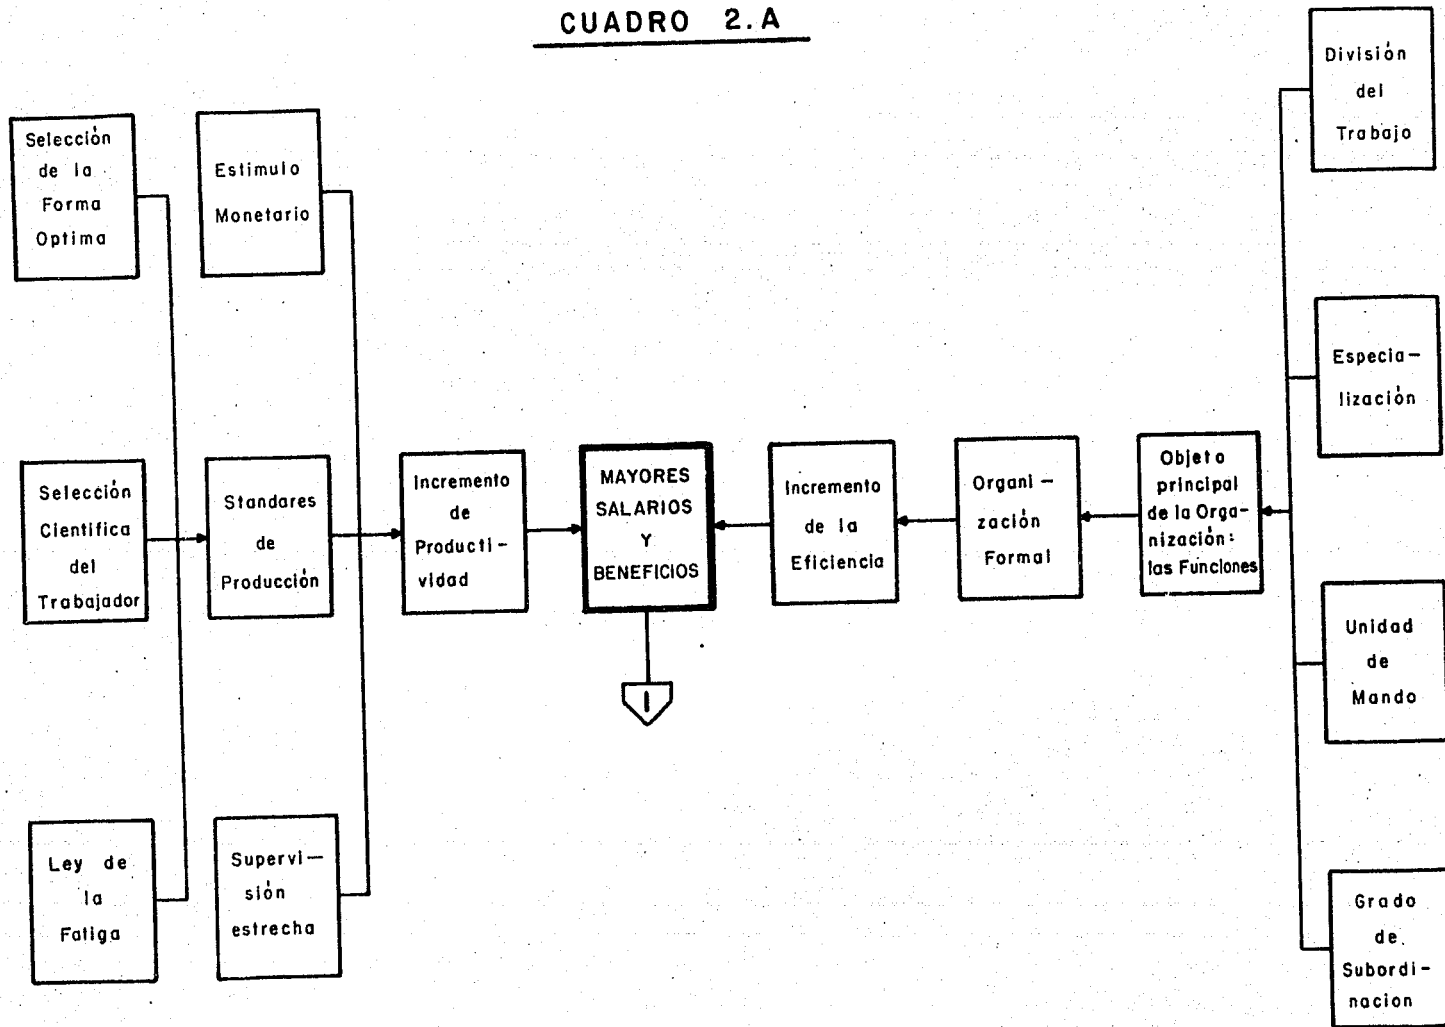 CUADRO 2.A
Selección
de la
Forma
Optima
Estímulo
Monetario
Selección
Científica
del
Trabajador
Standares
de
Producción
Ley de
la
Fatiga
Supervi-
sión
estrecha
Incremento
de
Producti-
vidad
MAYORES
SALARIOS
Y
BENEFICIOS
I
Incremento
de la
Eficiencia
Organi-
zación
Formal
Objeto
principal
de la Orga-
nización:
las Funciones
División
del
Trabajo
Especia-
lización
Unidad
de
Mando
Grado
de
Subordi-
nacion